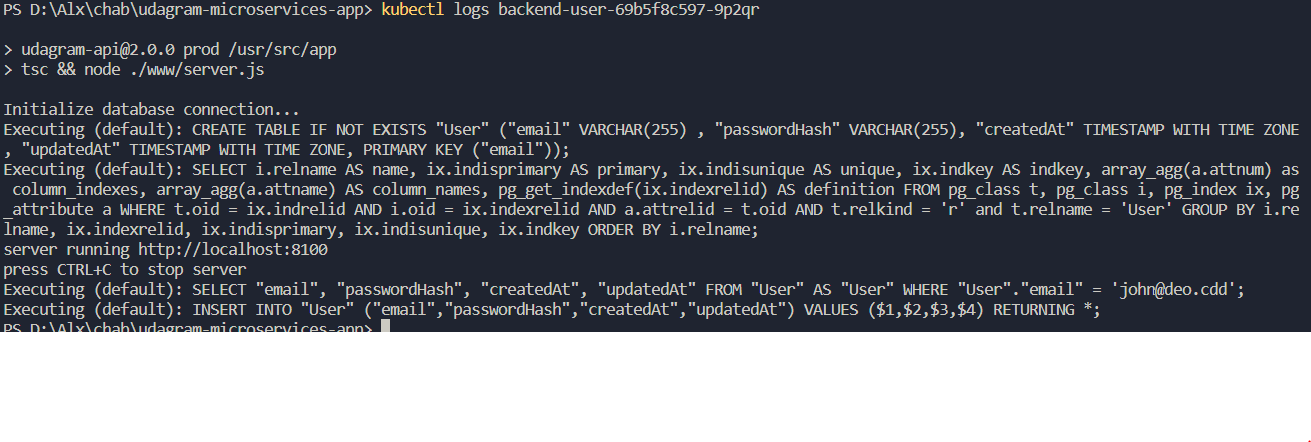 PS D:\Alx\chab\udagram-microservices-app> kubectl logs backend-user-69b5f8c597-9p2qr
> udagram-api@2.0.0 prod /usr/src/app
> tsc && node ./www/server.js
Initialize database connection...
Executing (default): CREATE TABLE IF NOT EXISTS "User" ("email" VARCHAR(255) , "passwordHash" VARCHAR(255), "createdAt" TIMESTAMP WITH TIME ZONE
, "updatedAt" TIMESTAMP WITH TIME ZONE, PRIMARY KEY ("email"));
Executing (default): SELECT i.relname AS name, ix.indisprimary AS primary, ix.indisunique AS unique, ix.indkey AS indkey, array_agg(a.attnum) as
 column_indexes, array_agg(a.attname) AS column_names, pg_get_indexdef(ix.indexrelid) AS definition FROM pg_class t, pg_class i, pg_index ix, pg
_attribute a WHERE t.oid = ix.indrelid AND i.oid = ix.indexrelid AND a.attrelid = t.oid AND t.relkind = 'r' and t.relname = 'User' GROUP BY i.re
lname, ix.indexrelid, ix.indisprimary, ix.indisunique, ix.indkey ORDER BY i.relname;
server running http://localhost:8100
press CTRL+C to stop server
Executing (default): SELECT "email", "passwordHash", "createdAt", "updatedAt" FROM "User" AS "User" WHERE "User"."email" = 'john@deo.cdd';
Executing (default): INSERT INTO "User" ("email","passwordHash","createdAt","updatedAt") VALUES ($1,$2,$3,$4) RETURNING *;
PS D:\Alx\chab\udagram-microservices-app>